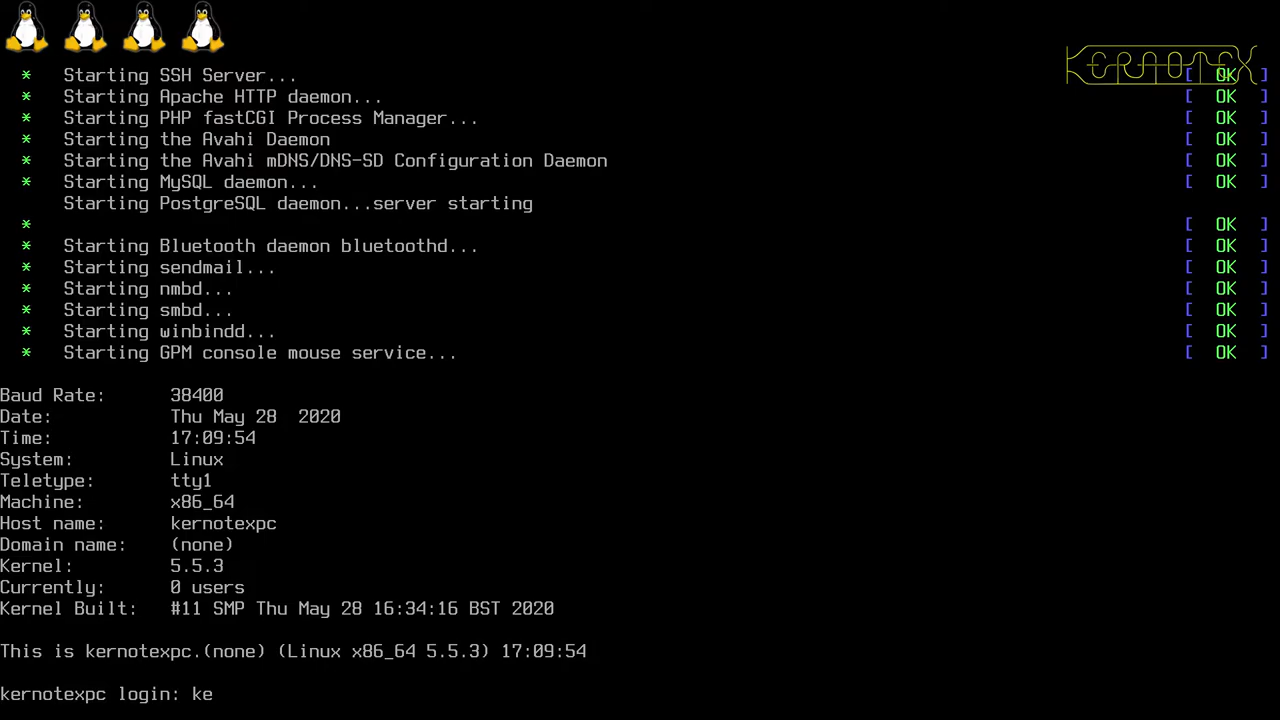 KERNOTEX
* Starting SSH Server... [ OK ]
* Starting Apache HTTP daemon... [ OK ]
* Starting PHP fastCGI Process Manager... [ OK ]
* Starting the Avahi Daemon [ OK ]
* Starting the Avahi mDNS/DNS-SD Configuration Daemon [ OK ]
* Starting MySQL daemon... [ OK ]
Starting PostgreSQL daemon...server starting
* [ OK ]
* Starting Bluetooth daemon bluetoothd... [ OK ]
* Starting sendmail... [ OK ]
* Starting nmbd... [ OK ]
* Starting smbd... [ OK ]
* Starting winbindd... [ OK ]
* Starting GPM console mouse service... [ OK ]
Baud Rate: 38400
Date: Thu May 28  2020
Time: 17:09:54
System: Linux
Teletype: tty1
Machine: x86_64
Host name: kernotexpc
Domain name: (none)
Kernel: 5.5.3
Currently: 0 users
Kernel Built: #11 SMP Thu May 28 16:34:16 BST 2020
This is kernotexpc.(none) (Linux x86_64 5.5.3) 17:09:54
kernotexpc login: ke